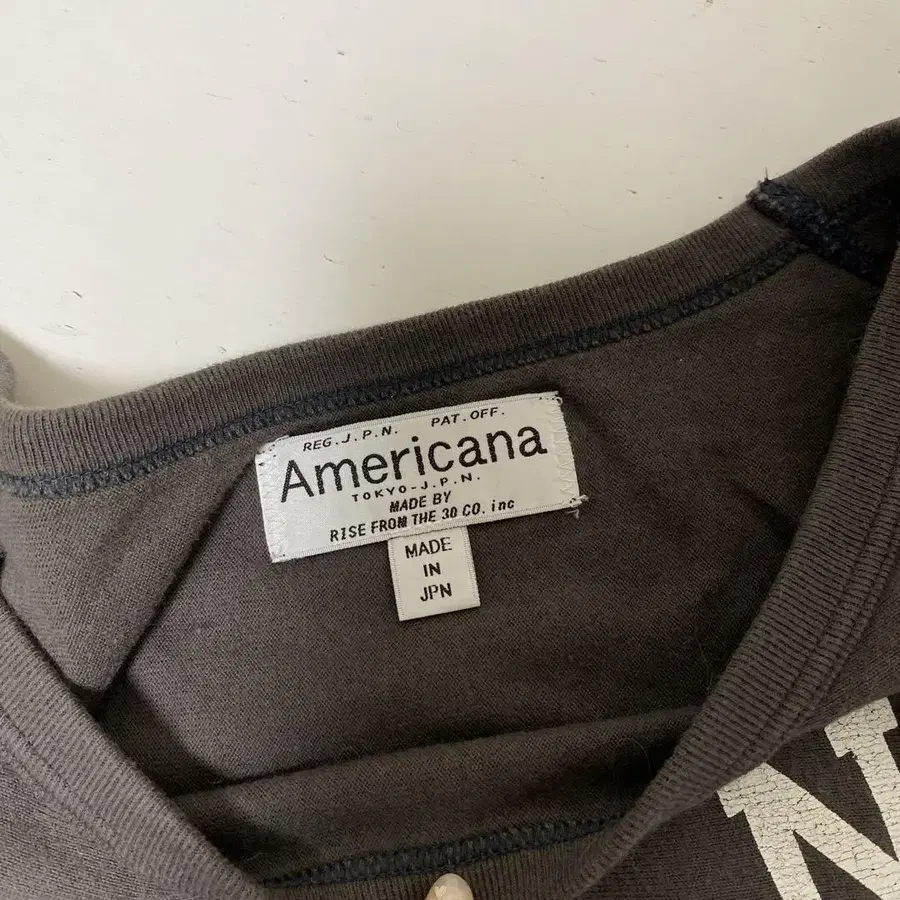 REG.J.P.N. PAT.OFF.
Americana
TOKYO-J.P.N.
MADE BY
RISE FROM THE 30 CO. inc
MADE
IN
JPN
N